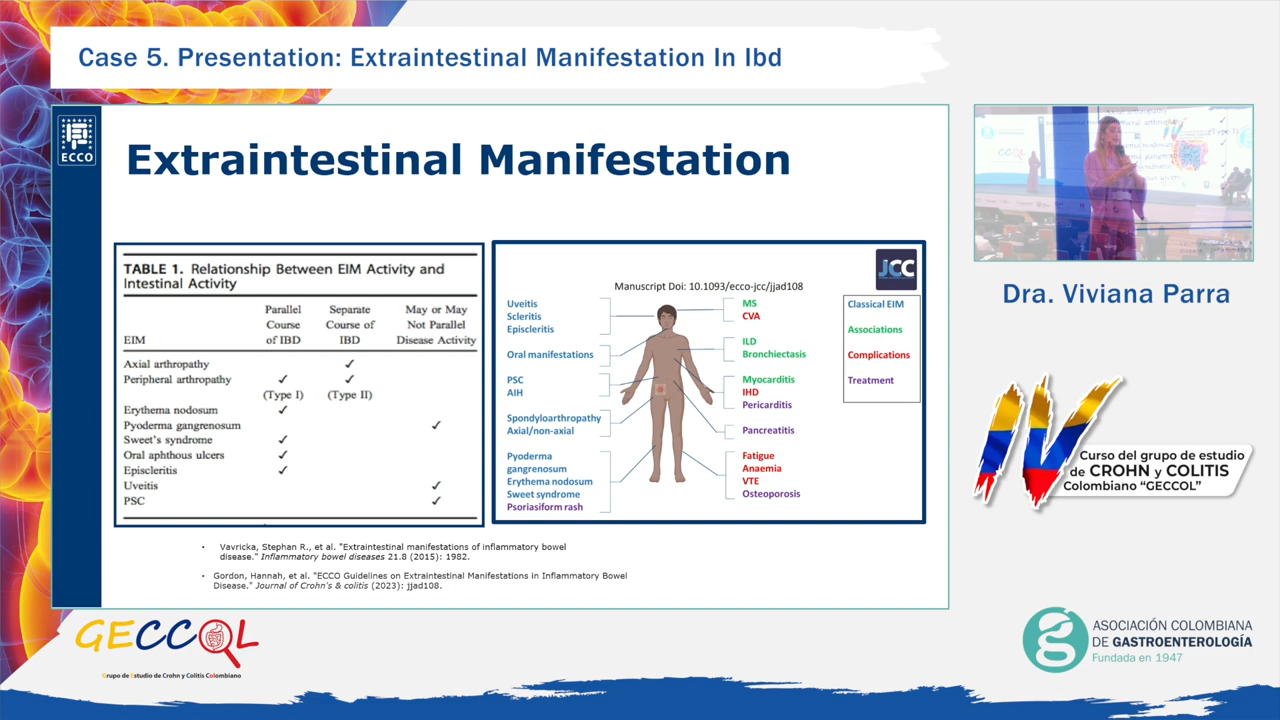 Case 5. Presentation: Extraintestinal Manifestation In Ibd
ECCO
Extraintestinal Manifestation
TABLE 1. Relationship Between EIM Activity and
Intestinal Activity
EIM
Parallel
Course
of IBD
Separate
Course of
IBD
May or May
Not Parallel
Disease Activity
Axial arthropathy ✓
Peripheral arthropathy ✓ ✓
(Type I) (Type II)
Erythema nodosum ✓
Pyoderma gangrenosum ✓
Sweet's syndrome ✓
Oral aphthous ulcers ✓
Episcleritis ✓
Uveitis ✓
PSC ✓
JCC
Manuscript Doi: 10.1093/ecco-jcc/jjad108
Uveitis
Scleritis
Episcleritis
Oral manifestations
PSC
AIH
Spondyloarthropathy
Axial/non-axial
Pyoderma
gangrenosum
Erythema nodosum
Sweet syndrome
Psoriasiform rash
MS
CVA
ILD
Bronchiectasis
Myocarditis
IHD
Pericarditis
Pancreatitis
Fatigue
Anaemia
VTE
Osteoporosis
Classical EIM
Associations
Complications
Treatment
• Vavricka, Stephan R., et al. "Extraintestinal manifestations of inflammatory bowel
disease." Inflammatory bowel diseases 21.8 (2015): 1982.
• Gordon, Hannah, et al. "ECCO Guidelines on Extraintestinal Manifestations in Inflammatory Bowel
Disease." Journal of Crohn's & colitis (2023): jjad108.
Dra. Viviana Parra
IV
Curso del grupo de estudio
de CROHN y COLITIS
Colombiano “GECCOL”
GECCOL
Grupo de Estudio de Crohn y Colitis Colombiano
ASOCIACIÓN COLOMBIANA
DE GASTROENTEROLOGÍA
Fundada en 1947